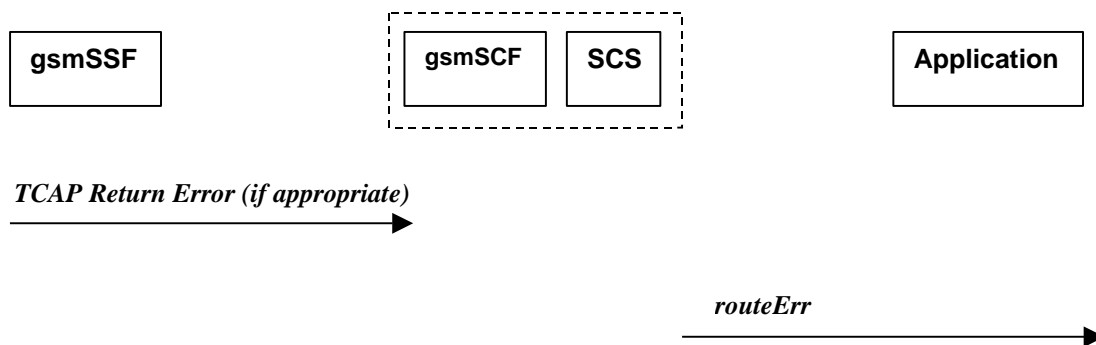 gsmSSF
gsmSCF
SCS
Application
TCAP Return Error (if appropriate)
routeErr